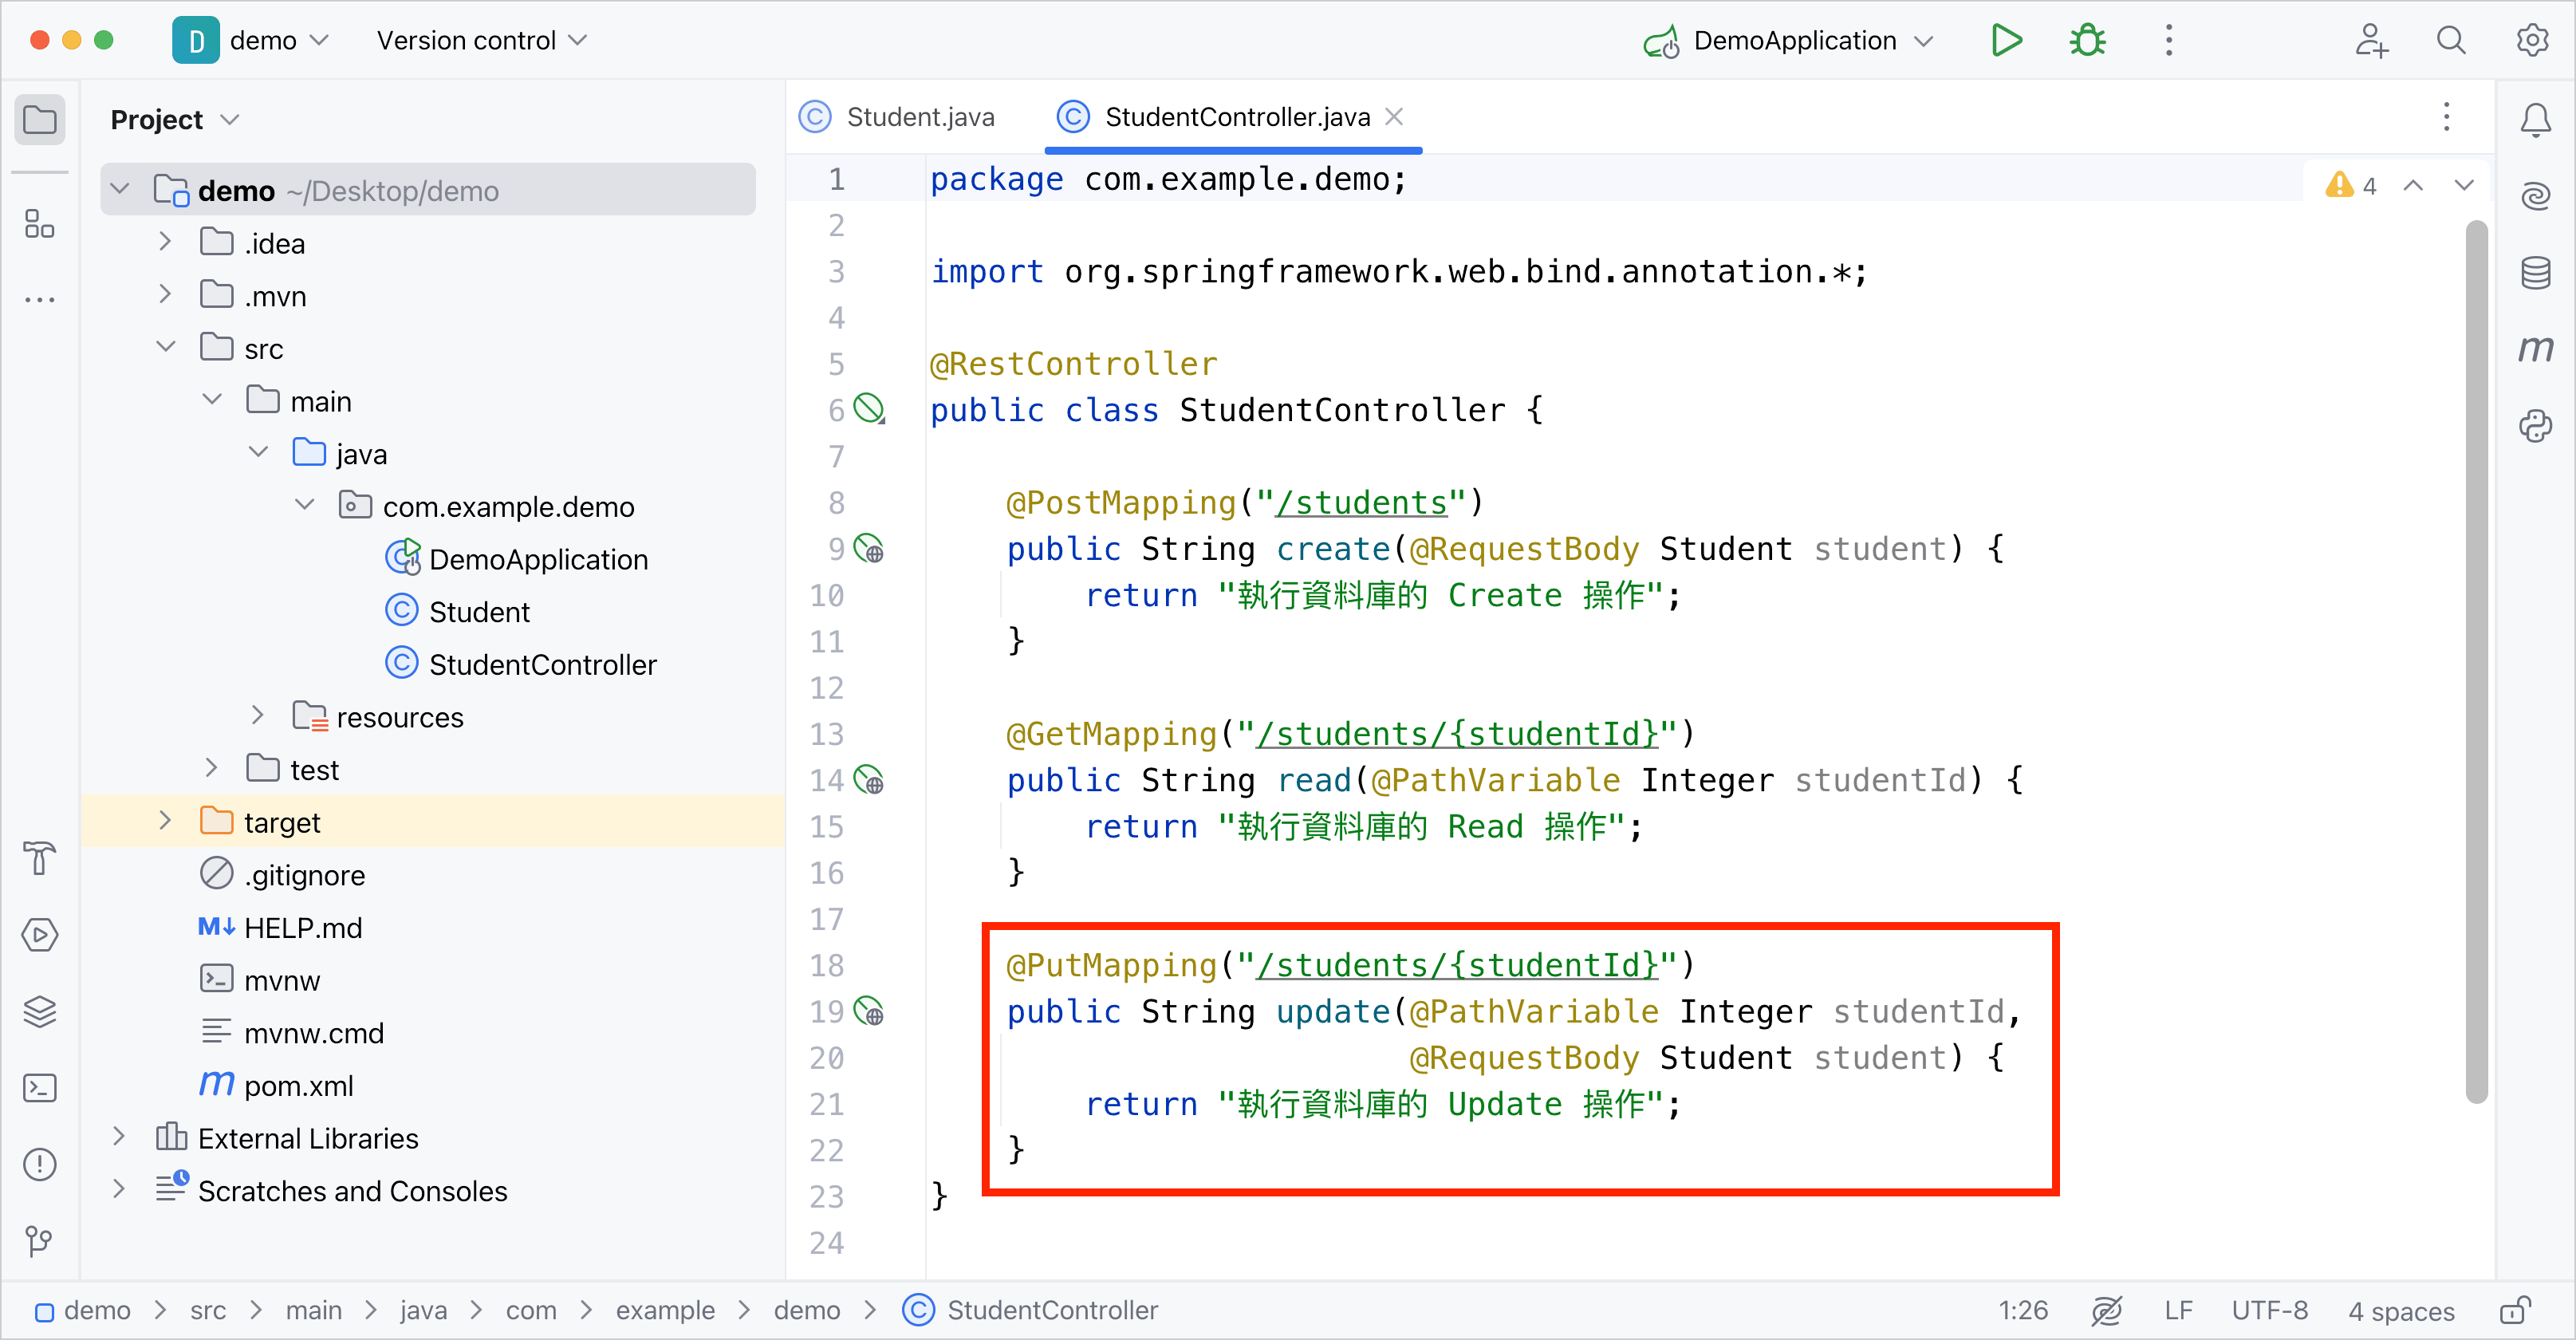 D demo Version control DemoApplication
Project
demo ~/Desktop/demo
.idea
.mvn
src
main
java
com.example.demo
DemoApplication
Student
StudentController
resources
test
target
.gitignore
HELP.md
mvnw
mvnw.cmd
pom.xml
External Libraries
Scratches and Consoles
Student.java StudentController.java
4
1 package com.example.demo;
2
3 import org.springframework.web.bind.annotation.*;
4
5 @RestController
6 public class StudentController {
7
8 @PostMapping("/students")
9 public String create(@RequestBody Student student) {
10 return "執行資料庫的 Create 操作";
11 }
12
13 @GetMapping("/students/{studentId}")
14 public String read(@PathVariable Integer studentId) {
15 return "執行資料庫的 Read 操作";
16 }
17
18 @PutMapping("/students/{studentId}")
19 public String update(@PathVariable Integer studentId,
20 @RequestBody Student student) {
21 return "執行資料庫的 Update 操作";
22 }
23 }
24
demo > src > main > java > com > example > demo > StudentController 1:26 LF UTF-8 4 spaces